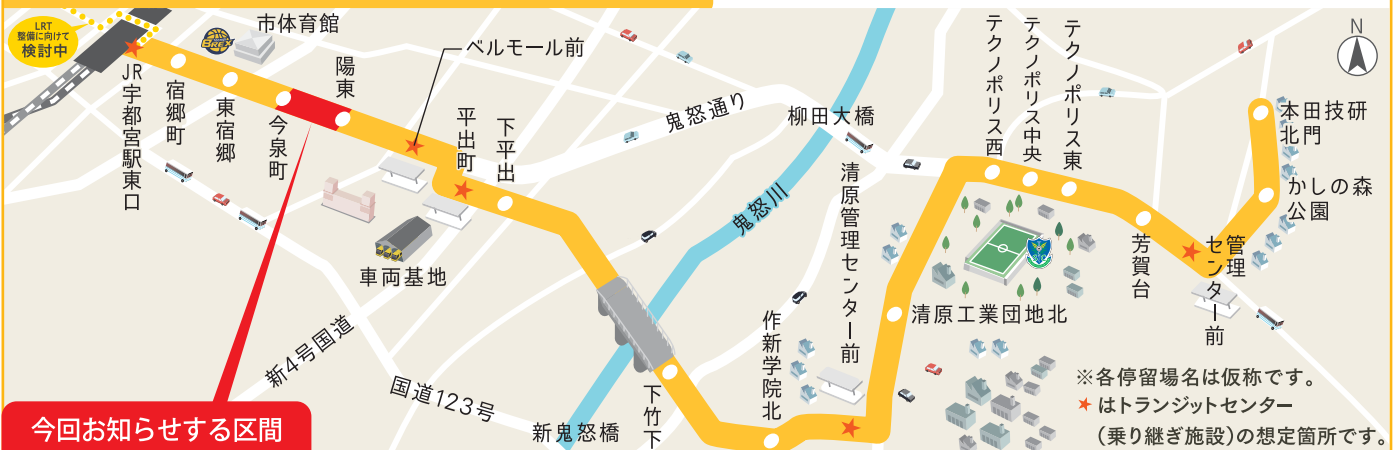 LRT
整備に向けて
検討中
BREX
市体育館
ベルモール前
JR宇都宮駅東口
宿郷町
東宿郷
今泉町
陽東
平出町
下平出
鬼怒通り
柳田大橋
鬼怒川
清原管理センター前
テクノポリス西
テクノポリス中央
テクノポリス東
N
本田技研
北門
かしの森
公園
管理
センター前
芳賀台
清原工業団地北
車両基地
新4号国道
国道123号
新鬼怒橋
下竹下
作新学院北
今回お知らせする区間
※各停留場名は仮称です。
★はトランジットセンター
（乗り継ぎ施設）の想定箇所です。